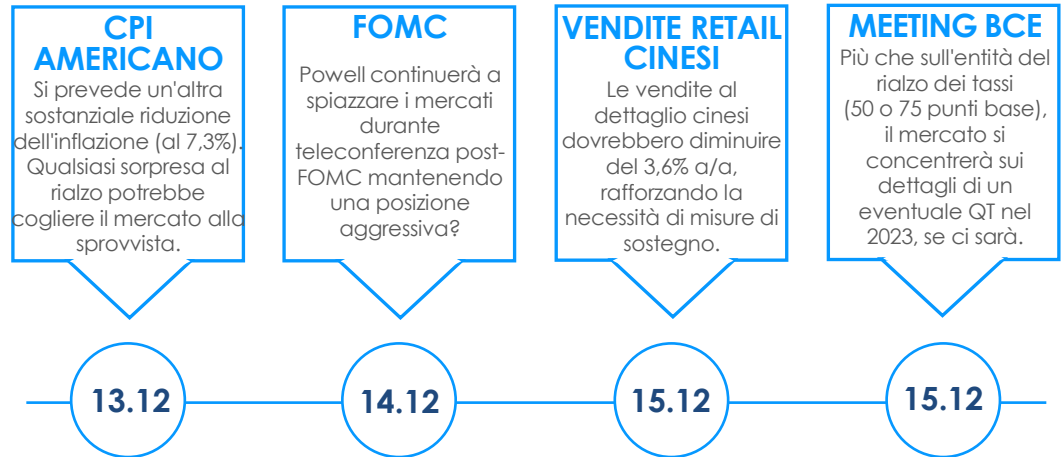 CPI
AMERICANO
Si prevede un'altra
sostanziale riduzione
dell'inflazione (al 7,3%).
Qualsiasi sorpresa al
rialzo potrebbe
cogliere il mercato alla
sprovvista.
FOMC
Powell continuerà a
spiazzare i mercati
durante
teleconferenza post-
FOMC mantenendo
una posizione
aggressiva?
VENDITE RETAIL
CINESI
Le vendite al
dettaglio cinesi
dovrebbero diminuire
del 3,6% a/a,
rafforzando la
necessità di misure di
sostegno.
MEETING BCE
Più che sull'entità del
rialzo dei tassi
(50 o 75 punti base),
il mercato si
concentrerà sui
dettagli di un
eventuale QT nel
2023, se ci sarà.
13.12
14.12
15.12
15.12